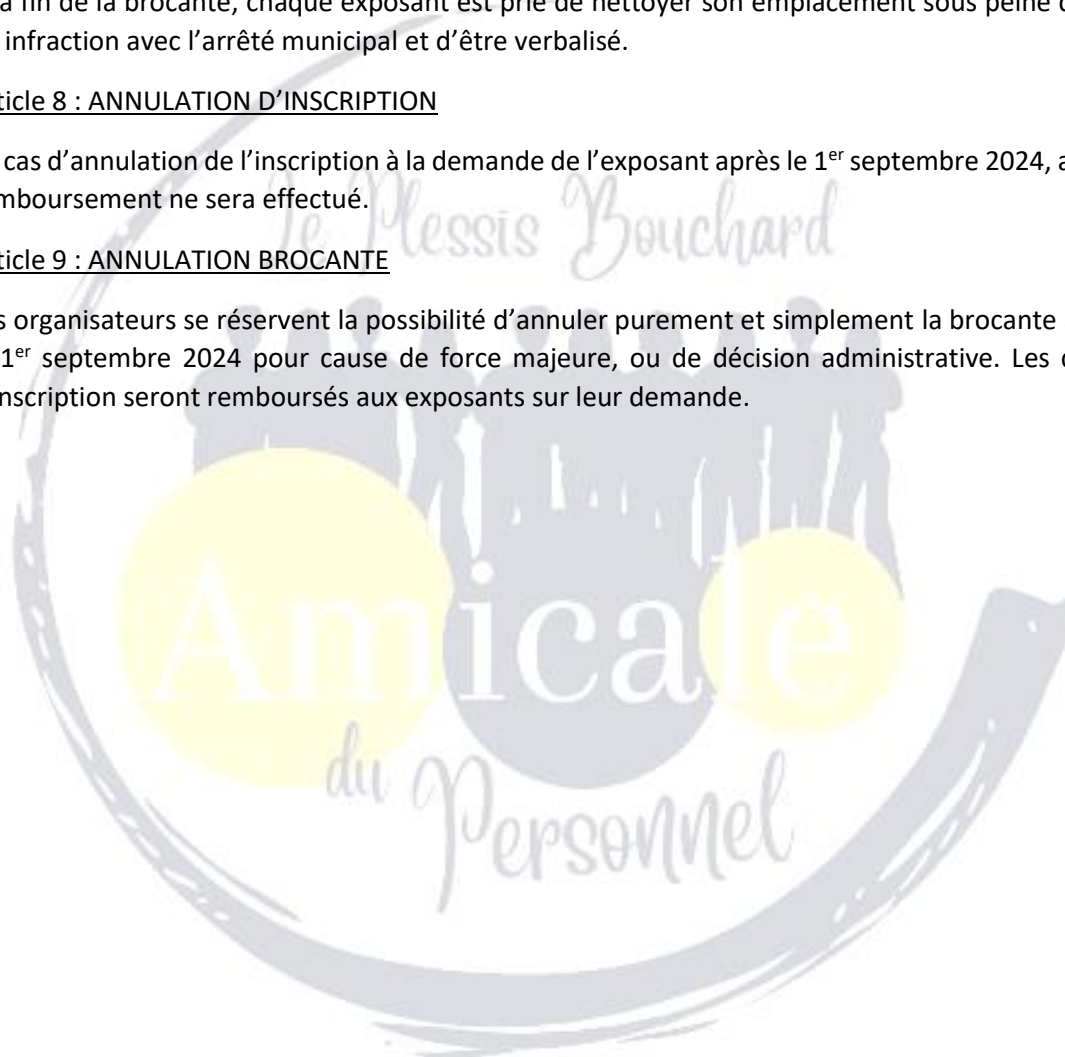 a fin de la brocante, chaque exposant est prié de nettoyer son emplacement sous peine
infraction avec l’arrêté municipal et d’être verbalisé.
ticle 8 : ANNULATION D’INSCRIPTION
cas d’annulation de l’inscription à la demande de l’exposant après le 1er septembre 2024,
mboursement ne sera effectué.
ticle 9 : ANNULATION BROCANTE
s organisateurs se réservent la possibilité d’annuler purement et simplement la brocante
1er septembre 2024 pour cause de force majeure, ou de décision administrative. Les
nscription seront remboursés aux exposants sur leur demande.
Le Plessis Bouchard
Amicale
du Personnel